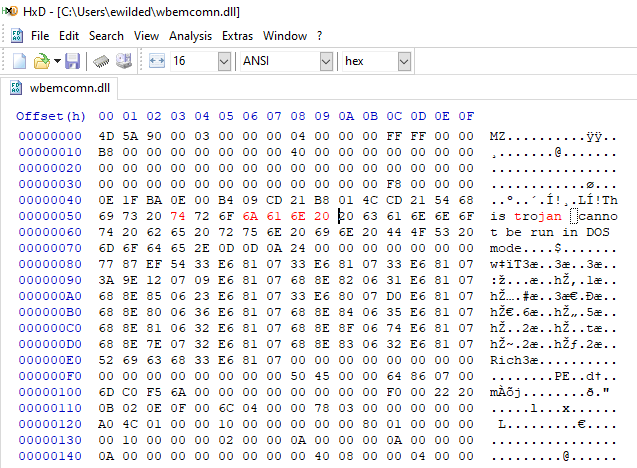 HxD - [C:\Users\ewilded\wbemcomn.dll]
File Edit Search View Analysis Extras Window ?
16 ANSI hex
wbemcomn.dll
Offset(h) 00 01 02 03 04 05 06 07 08 09 0A 0B 0C 0D 0E 0F
00000000 4D 5A 90 00 03 00 00 00 04 00 00 00 FF FF 00 00 MZ..........ÿÿ..
00000010 B8 00 00 00 00 00 00 00 40 00 00 00 00 00 00 00 ¸.......@.......
00000020 00 00 00 00 00 00 00 00 00 00 00 00 00 00 00 00 ................
00000030 00 00 00 00 00 00 00 00 00 00 00 00 F8 00 00 00 ............ø...
00000040 0E 1F BA 0E 00 B4 09 CD 21 B8 01 4C CD 21 54 68 ..º..´.Í!¸.LÍ!Th
00000050 69 73 20 74 72 6F 6A 61 6E 20 20 63 61 6E 6E 6F is trojan  canno
00000060 74 20 62 65 20 72 75 6E 20 69 6E 20 44 4F 53 20 t be run in DOS
00000070 6D 6F 64 65 2E 0D 0D 0A 24 00 00 00 00 00 00 00 mode....$.......
00000080 77 87 EF 54 33 E6 81 07 33 E6 81 07 33 E6 81 07 w‡ïT3æ..3æ..3æ..
00000090 3A 9E 12 07 09 E6 81 07 68 8E 82 06 31 E6 81 07 :ž...æ..hŽ‚.1æ..
000000A0 68 8E 85 06 23 E6 81 07 33 E6 80 07 D0 E6 81 07 hŽ….#æ..3æ€.Ðæ..
000000B0 68 8E 80 06 36 E6 81 07 68 8E 84 06 35 E6 81 07 hŽ€.6æ..hŽ„.5æ..
000000C0 68 8E 81 06 32 E6 81 07 68 8E 8F 06 74 E6 81 07 hŽ..2æ..hŽ..tæ..
000000D0 68 8E 7E 07 32 E6 81 07 68 8E 83 06 32 E6 81 07 hŽ~.2æ..hŽƒ.2æ..
000000E0 52 69 63 68 33 E6 81 07 00 00 00 00 00 00 00 00 Rich3æ..........
000000F0 00 00 00 00 00 00 00 00 50 45 00 00 64 86 07 00 ........PE..d†..
00000100 6D C0 F5 6A 00 00 00 00 00 00 00 00 F0 00 22 20 mÀõj........ð."
00000110 0B 02 0E 0F 00 6C 04 00 00 78 03 00 00 00 00 00 .....l...x......
00000120 A0 4C 01 00 00 10 00 00 00 00 00 80 01 00 00 00 L.........€....
00000130 00 10 00 00 00 02 00 00 0A 00 00 00 0A 00 00 00 ................
00000140 0A 00 00 00 00 00 00 00 00 40 08 00 00 04 00 00 .........@......